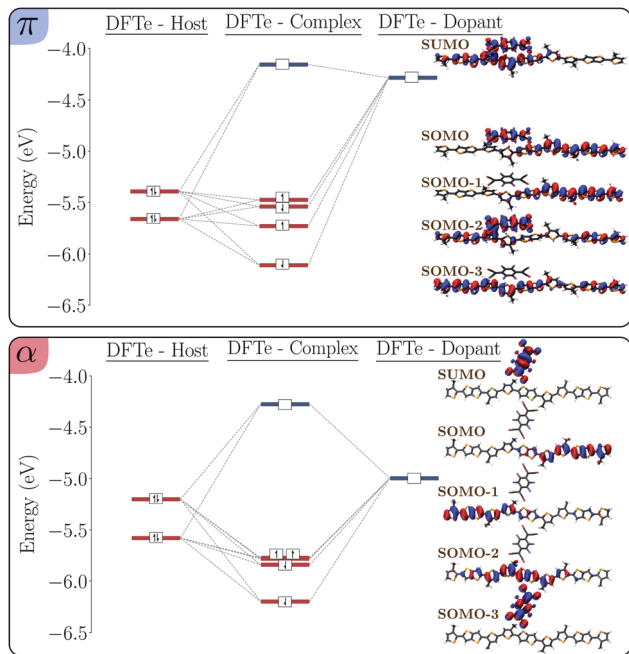 π
DFTe - Host DFTe - Complex DFTe - Dopant
SUMO
SOMO
SOMO-1
SOMO-2
SOMO-3
Energy (eV)
−4.0
−4.5
−5.0
−5.5
−6.0
−6.5
α
DFTe - Host DFTe - Complex DFTe - Dopant
SUMO
SOMO
SOMO-1
SOMO-2
SOMO-3
Energy (eV)
−4.0
−4.5
−5.0
−5.5
−6.0
−6.5